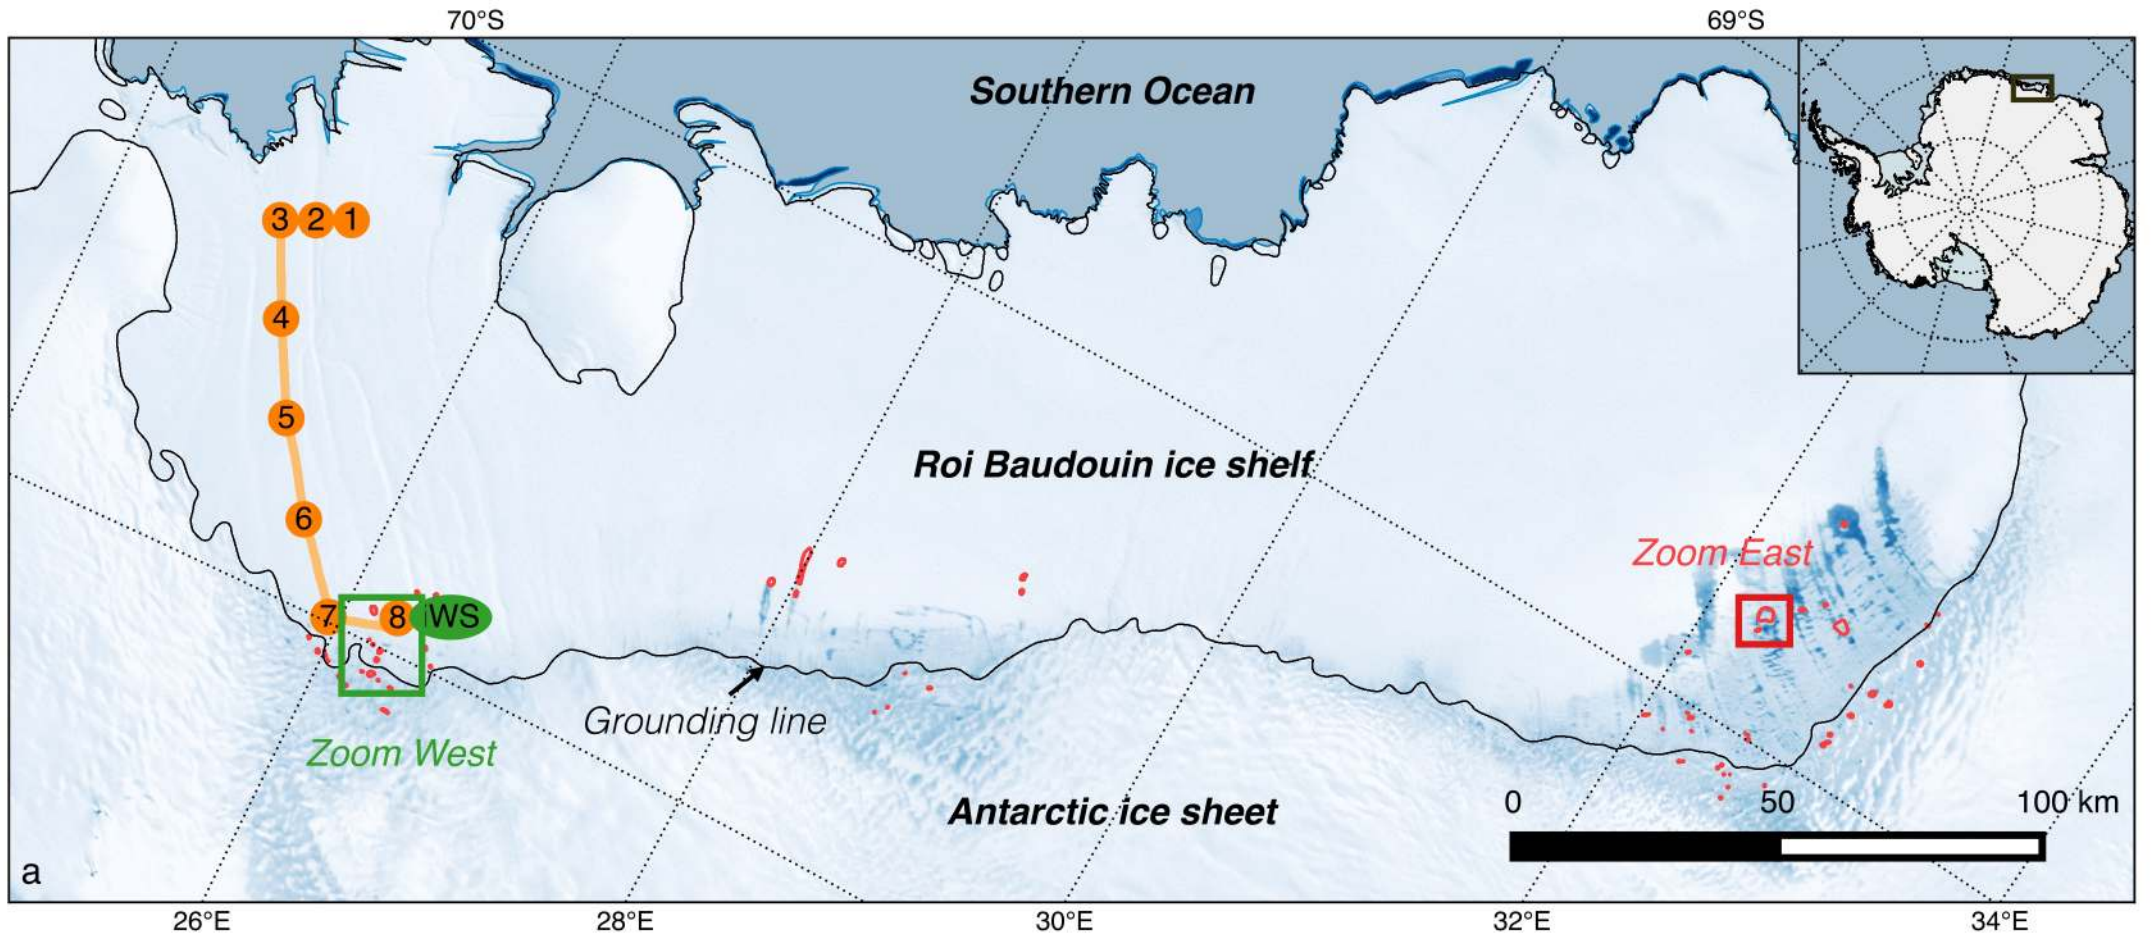 70°S
69°S
Southern Ocean
3
2
1
4
5
Roi Baudouin ice shelf
6
Zoom East
7
8
iWS
Grounding line
Zoom West
Antarctic ice sheet
0
50
100 km
a
26°E
28°E
30°E
32°E
34°E